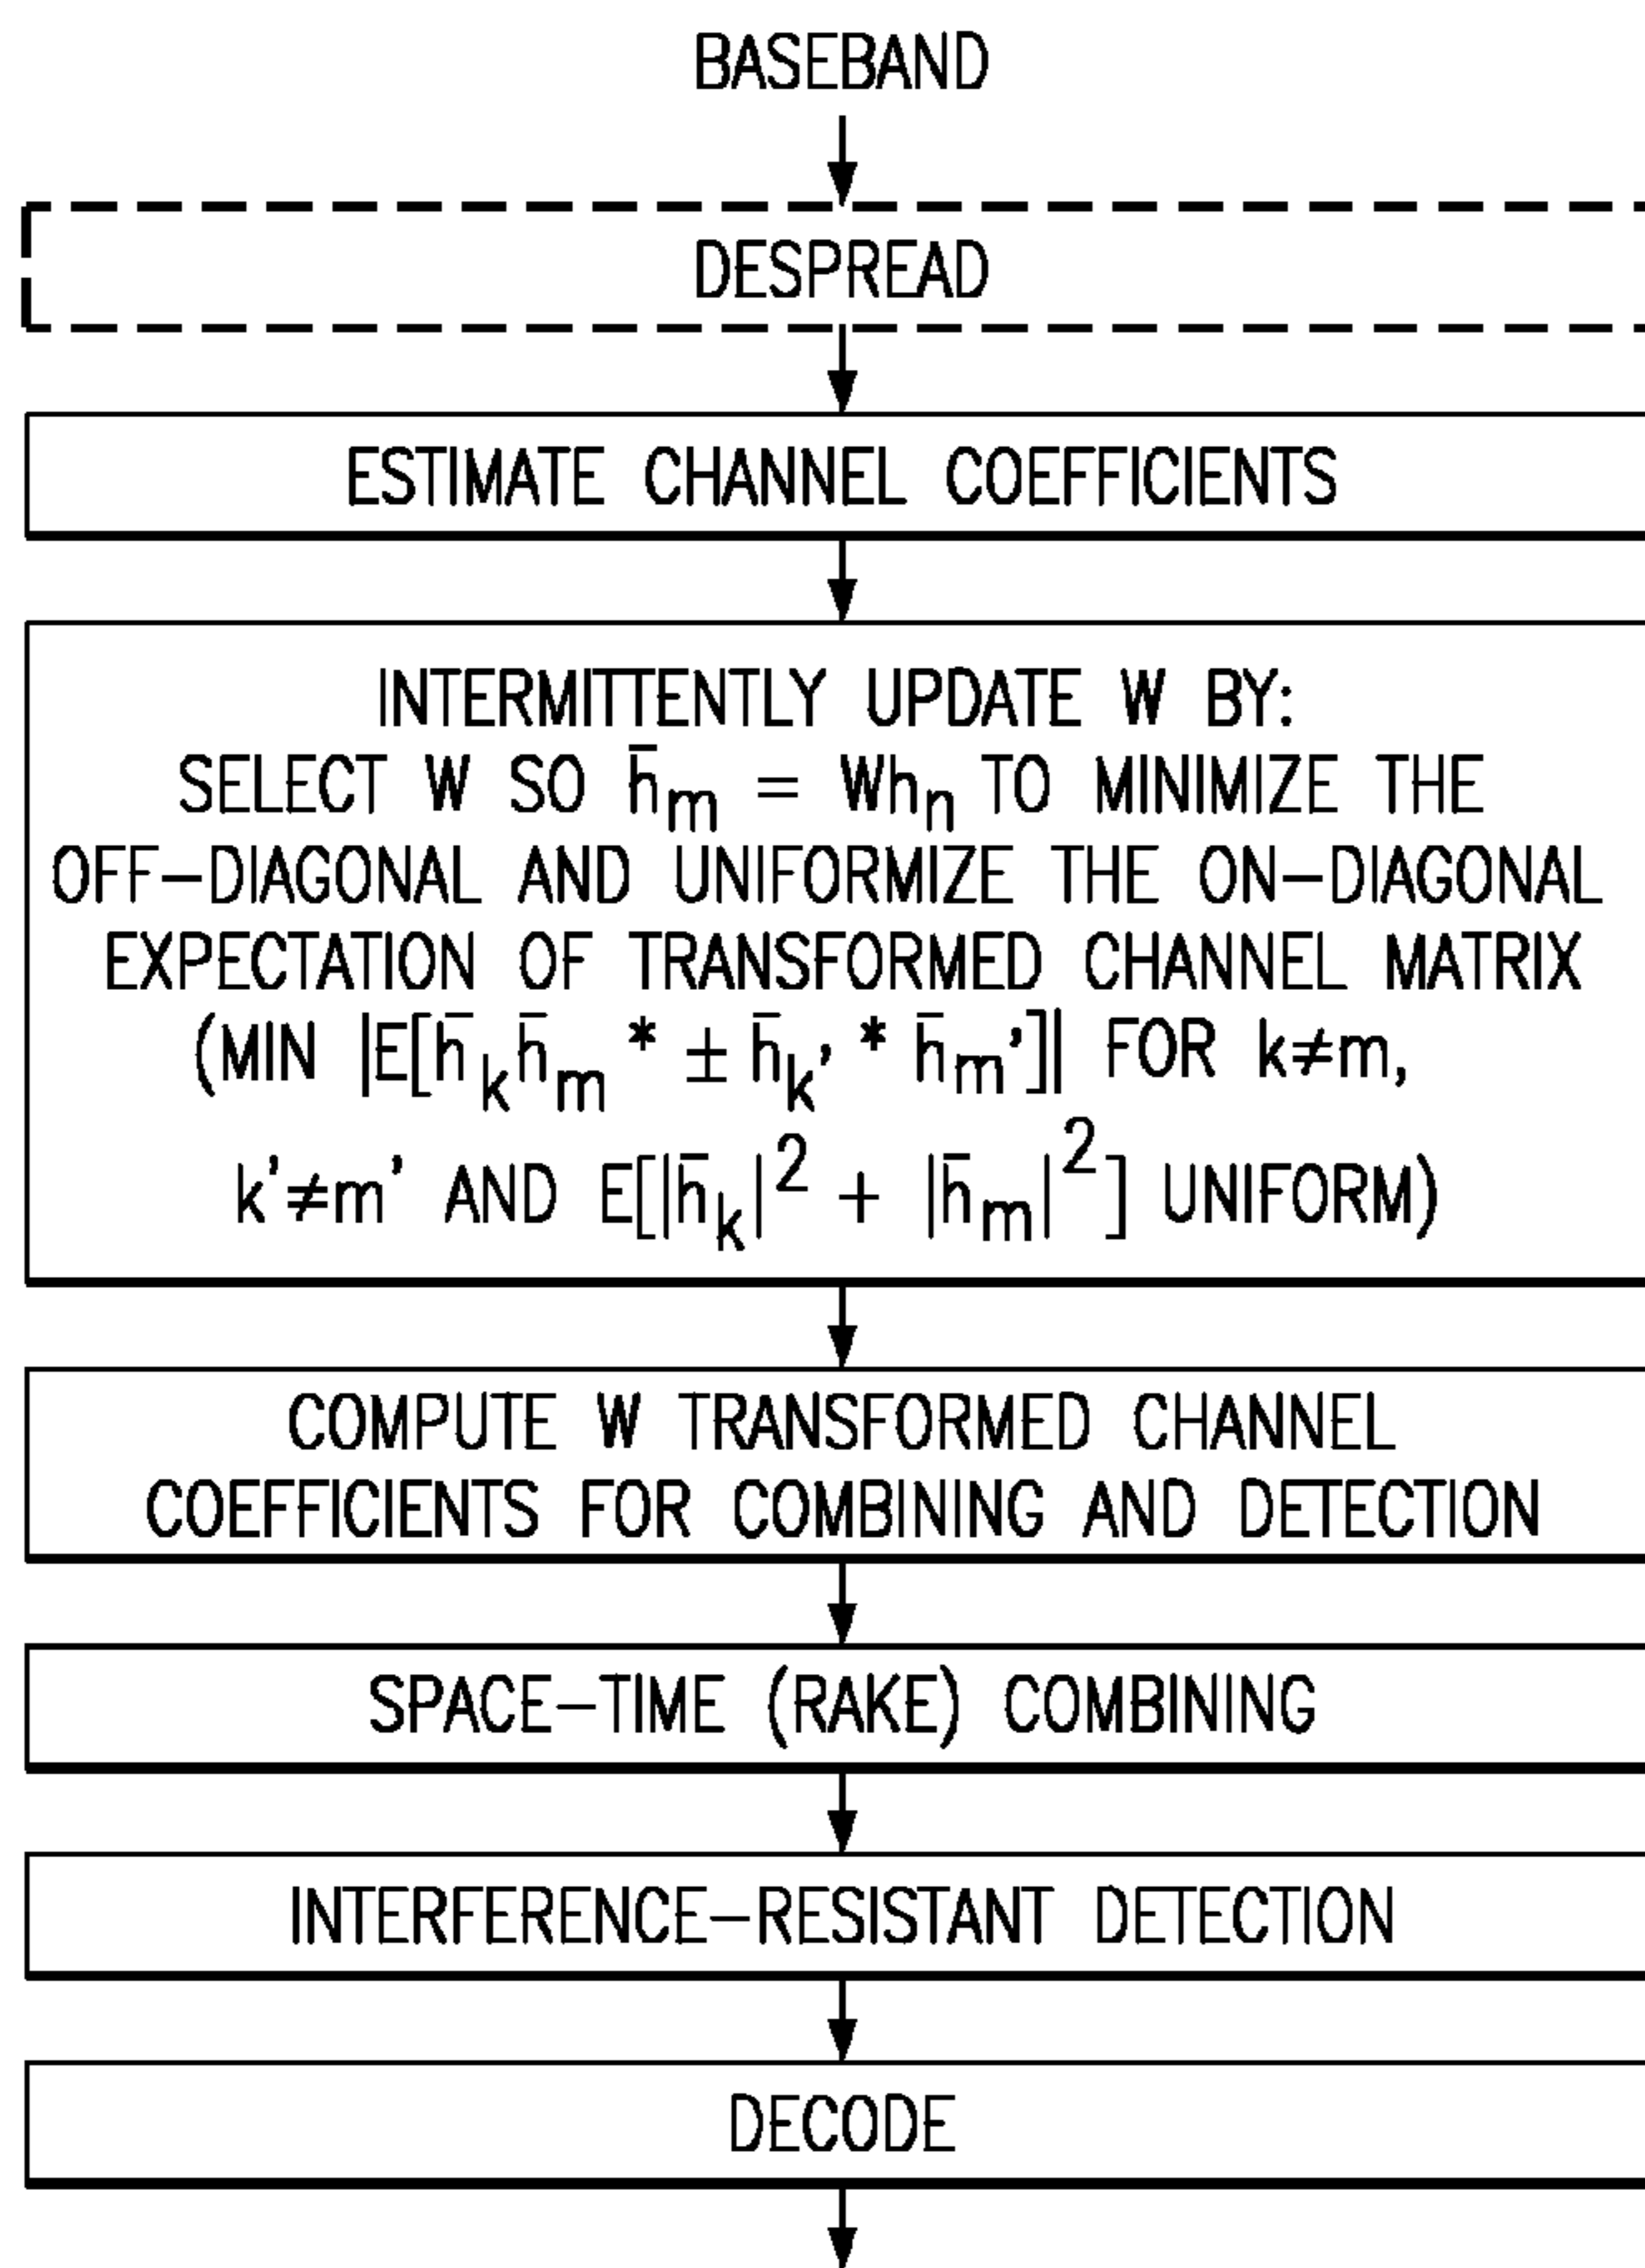 BASEBAND
DESPREAD
ESTIMATE CHANNEL COEFFICIENTS
INTERMITTENTLY UPDATE W BY:
SELECT W SO h̄ₘ = Whₙ TO MINIMIZE THE
OFF-DIAGONAL AND UNIFORMIZE THE ON-DIAGONAL
EXPECTATION OF TRANSFORMED CHANNEL MATRIX
(MIN |E[h̄ₖh̄ₘ* ± h̄ₖ'* h̄ₘ']| FOR k≠m,
k'≠m' AND E[|h̄ₖ|² + |h̄ₘ|²] UNIFORM)
COMPUTE W TRANSFORMED CHANNEL
COEFFICIENTS FOR COMBINING AND DETECTION
SPACE-TIME (RAKE) COMBINING
INTERFERENCE-RESISTANT DETECTION
DECODE